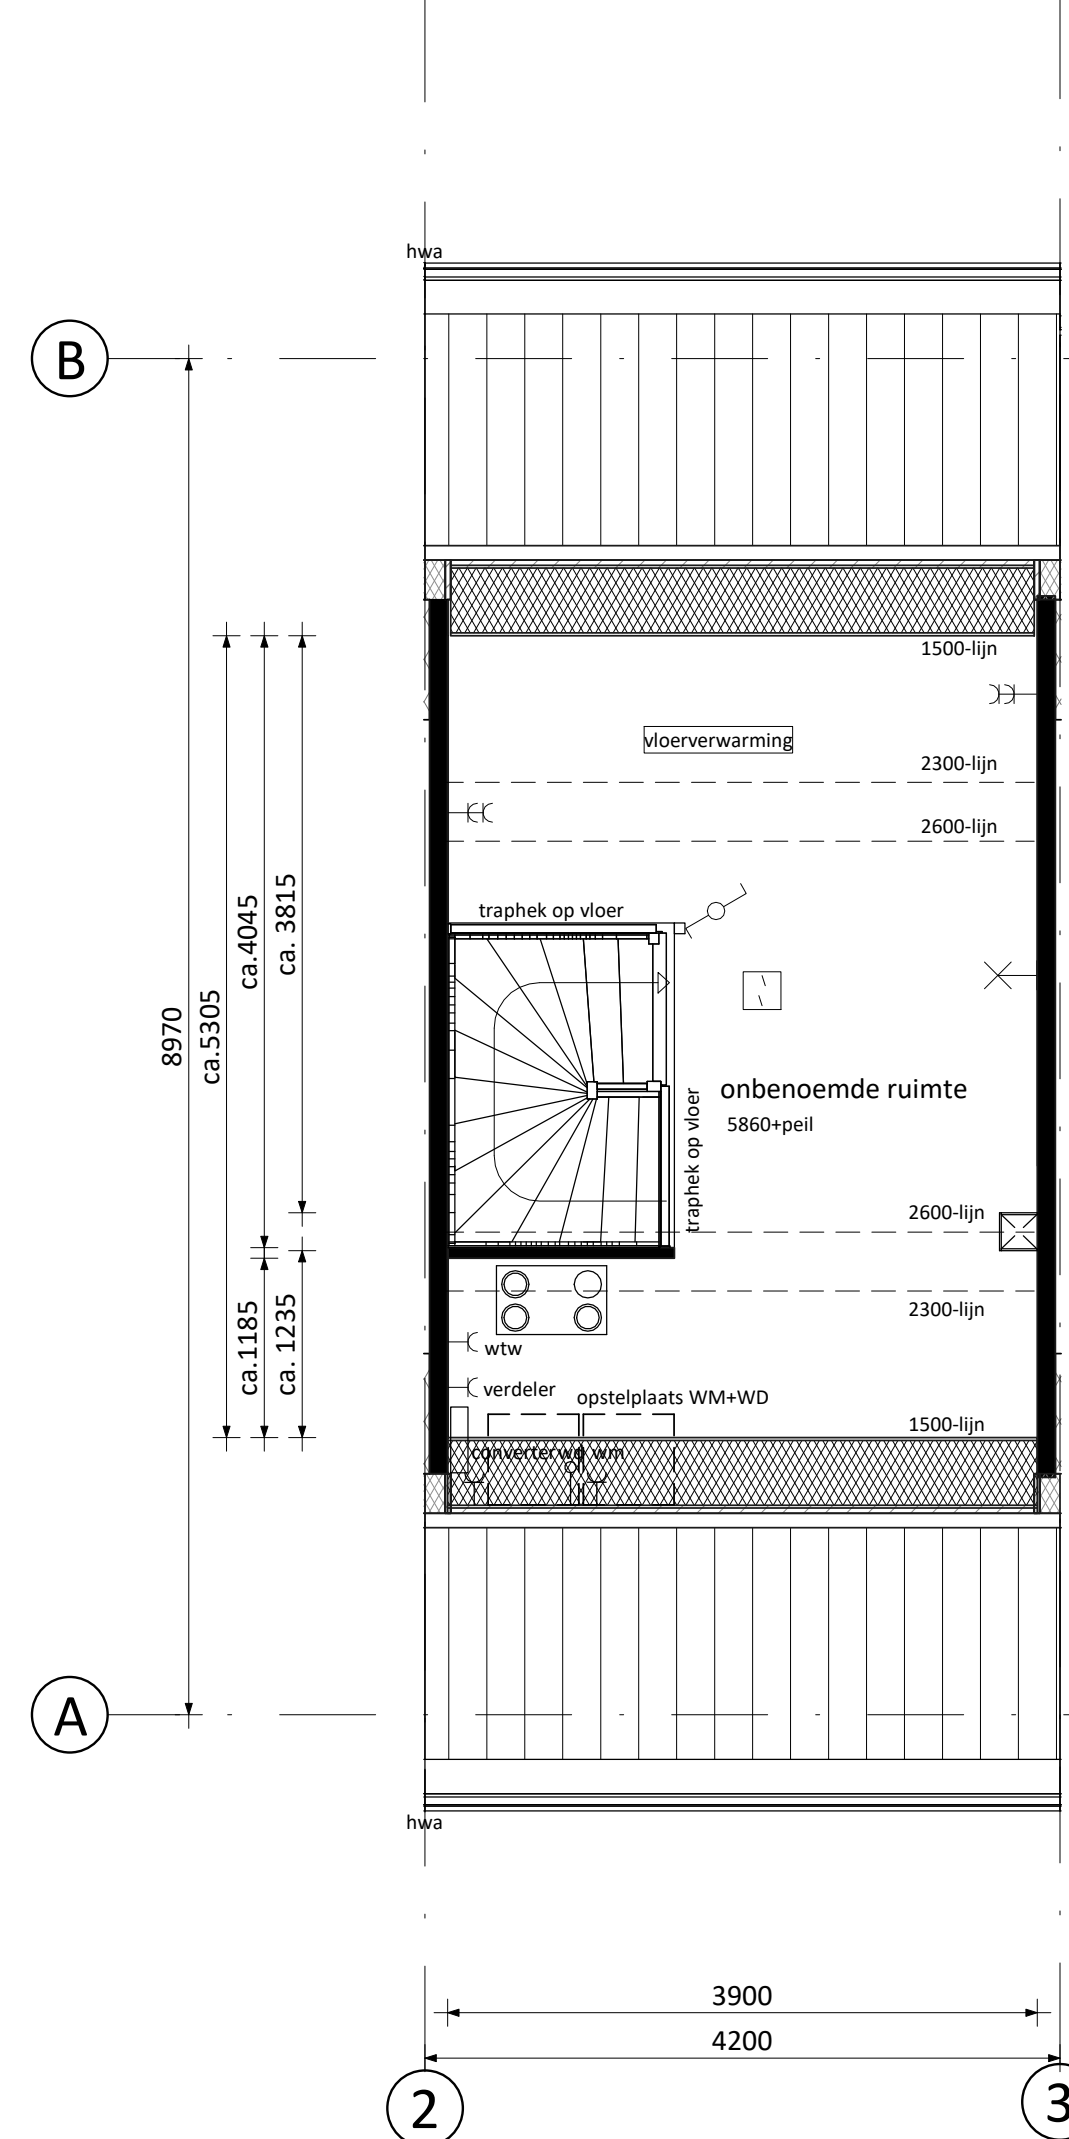 hwa
B
1500-lijn
vloerverwarming
2300-lijn
2600-lijn
traphek op vloer
ca. 3815
ca.4045
ca.5305
8970
onbenoemde ruimte
5860+peil
traphek op vloer
2600-lijn
2300-lijn
ca.1185
ca. 1235
wtw
verdeler
opstelplaats WM+WD
1500-lijn
converter wd wm
A
hwa
3900
4200
2
3